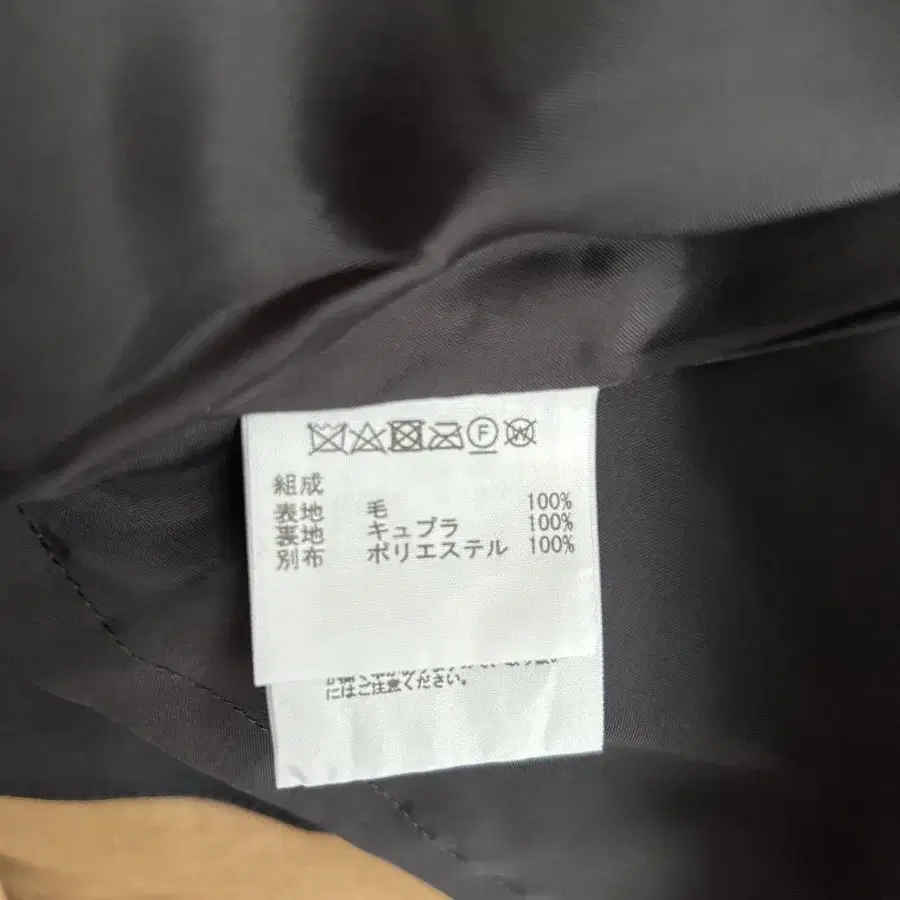 F W
組成
表地 毛 100%
裏地 キュプラ 100%
別布 ポリエステル 100%
にはご注意ください。